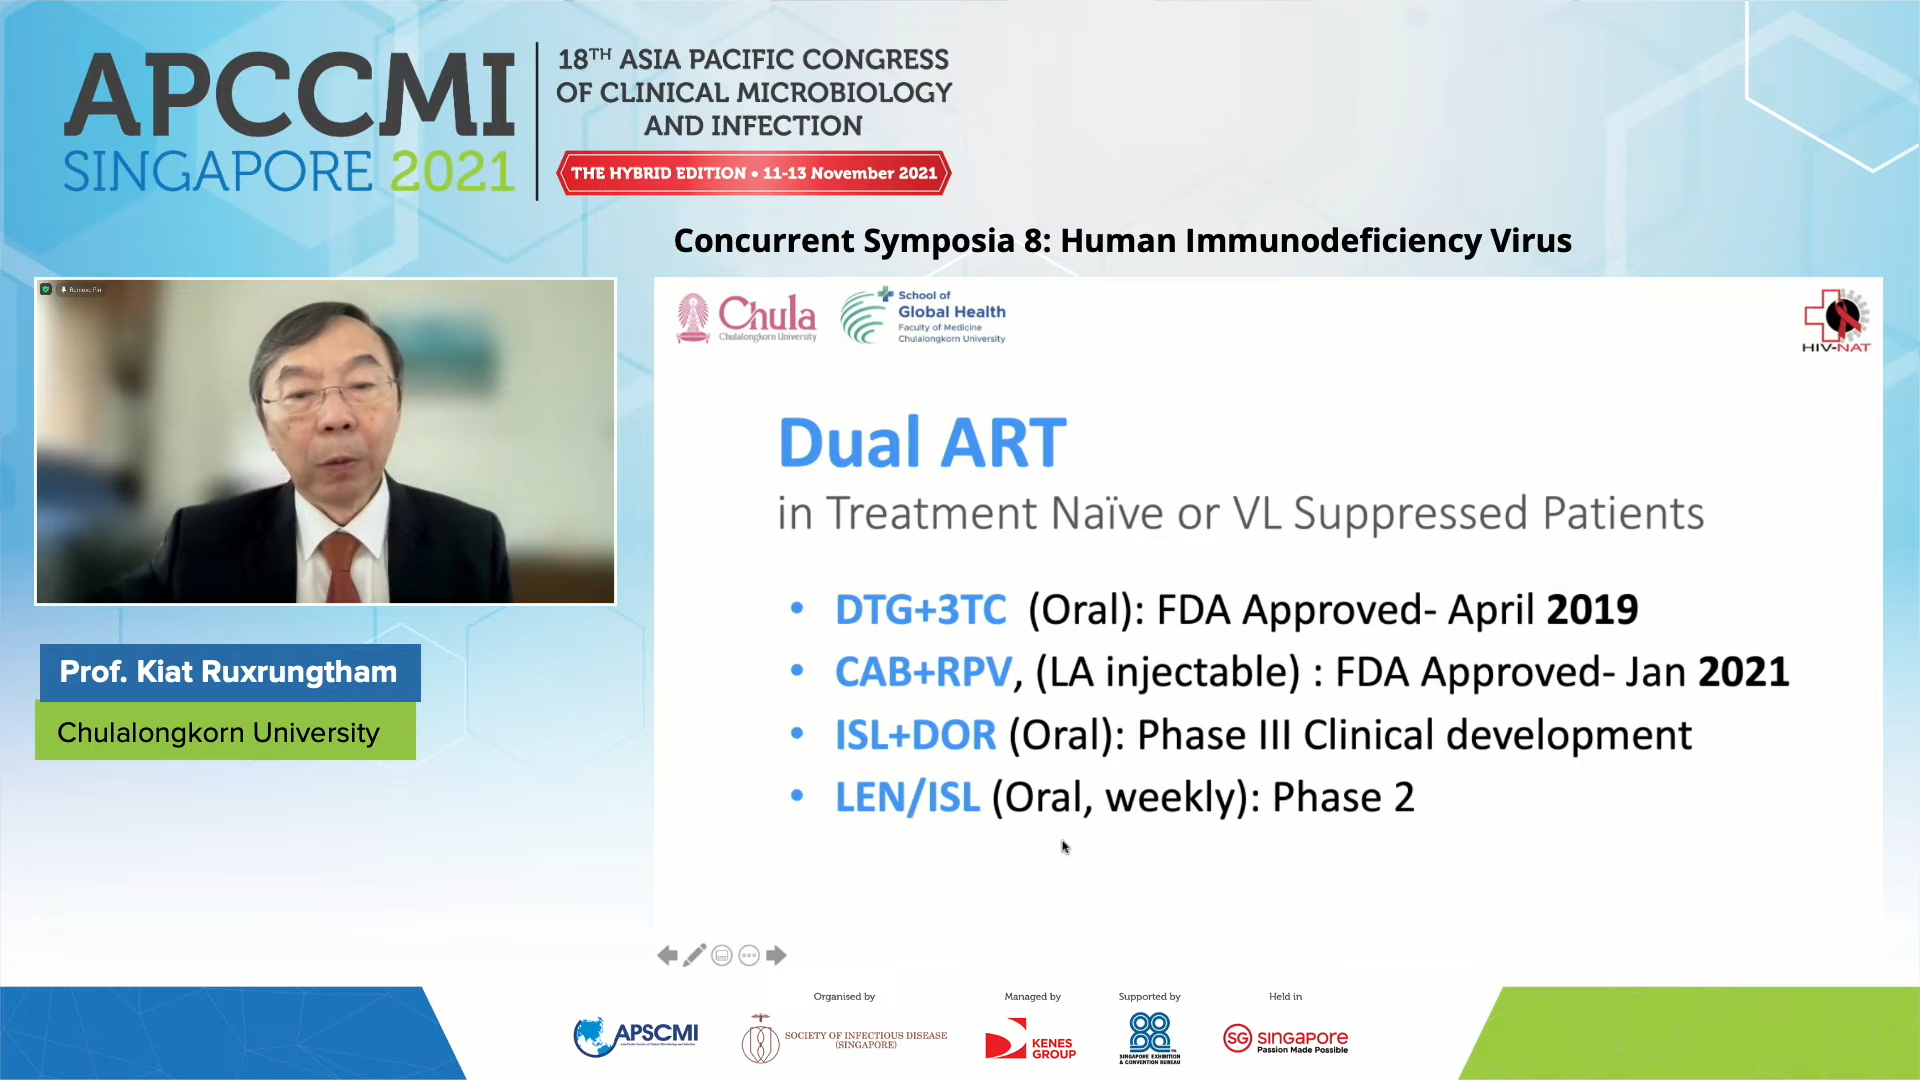 APCCMI
SINGAPORE 2021
18TH ASIA PACIFIC CONGRESS
OF CLINICAL MICROBIOLOGY
AND INFECTION
THE HYBRID EDITION • 11-13 November 2021
Concurrent Symposia 8: Human Immunodeficiency Virus
Remove Pin
Prof. Kiat Ruxrungtham
Chulalongkorn University
Chula
Chulalongkorn University
School of
Global Health
Faculty of Medicine
Chulalongkorn University
HIV-NAT
Dual ART
in Treatment Naïve or VL Suppressed Patients
• DTG+3TC (Oral): FDA Approved- April 2019
• CAB+RPV, (LA injectable) : FDA Approved- Jan 2021
• ISL+DOR (Oral): Phase III Clinical development
• LEN/ISL (Oral, weekly): Phase 2
APSCMI
Organised by
SOCIETY OF INFECTIOUS DISEASE
(SINGAPORE)
Managed by
KENES
GROUP
Supported by
SINGAPORE EXHIBITION
& CONVENTION BUREAU
Held in
SG SINGAPORE
Passion Made Possible